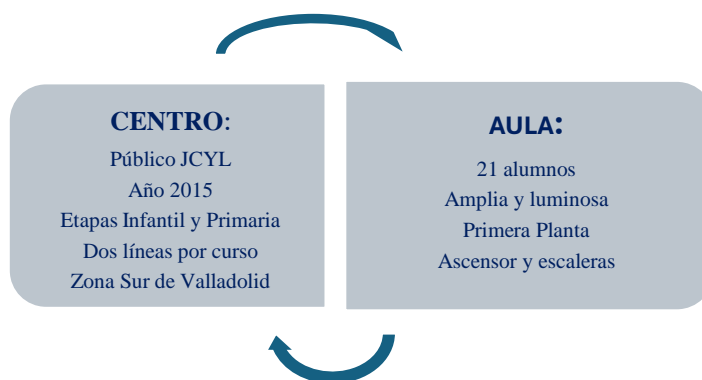 CENTRO:
Público JCYL
Año 2015
Etapas Infantil y Primaria
Dos líneas por curso
Zona Sur de Valladolid
AULA:
21 alumnos
Amplia y luminosa
Primera Planta
Ascensor y escaleras